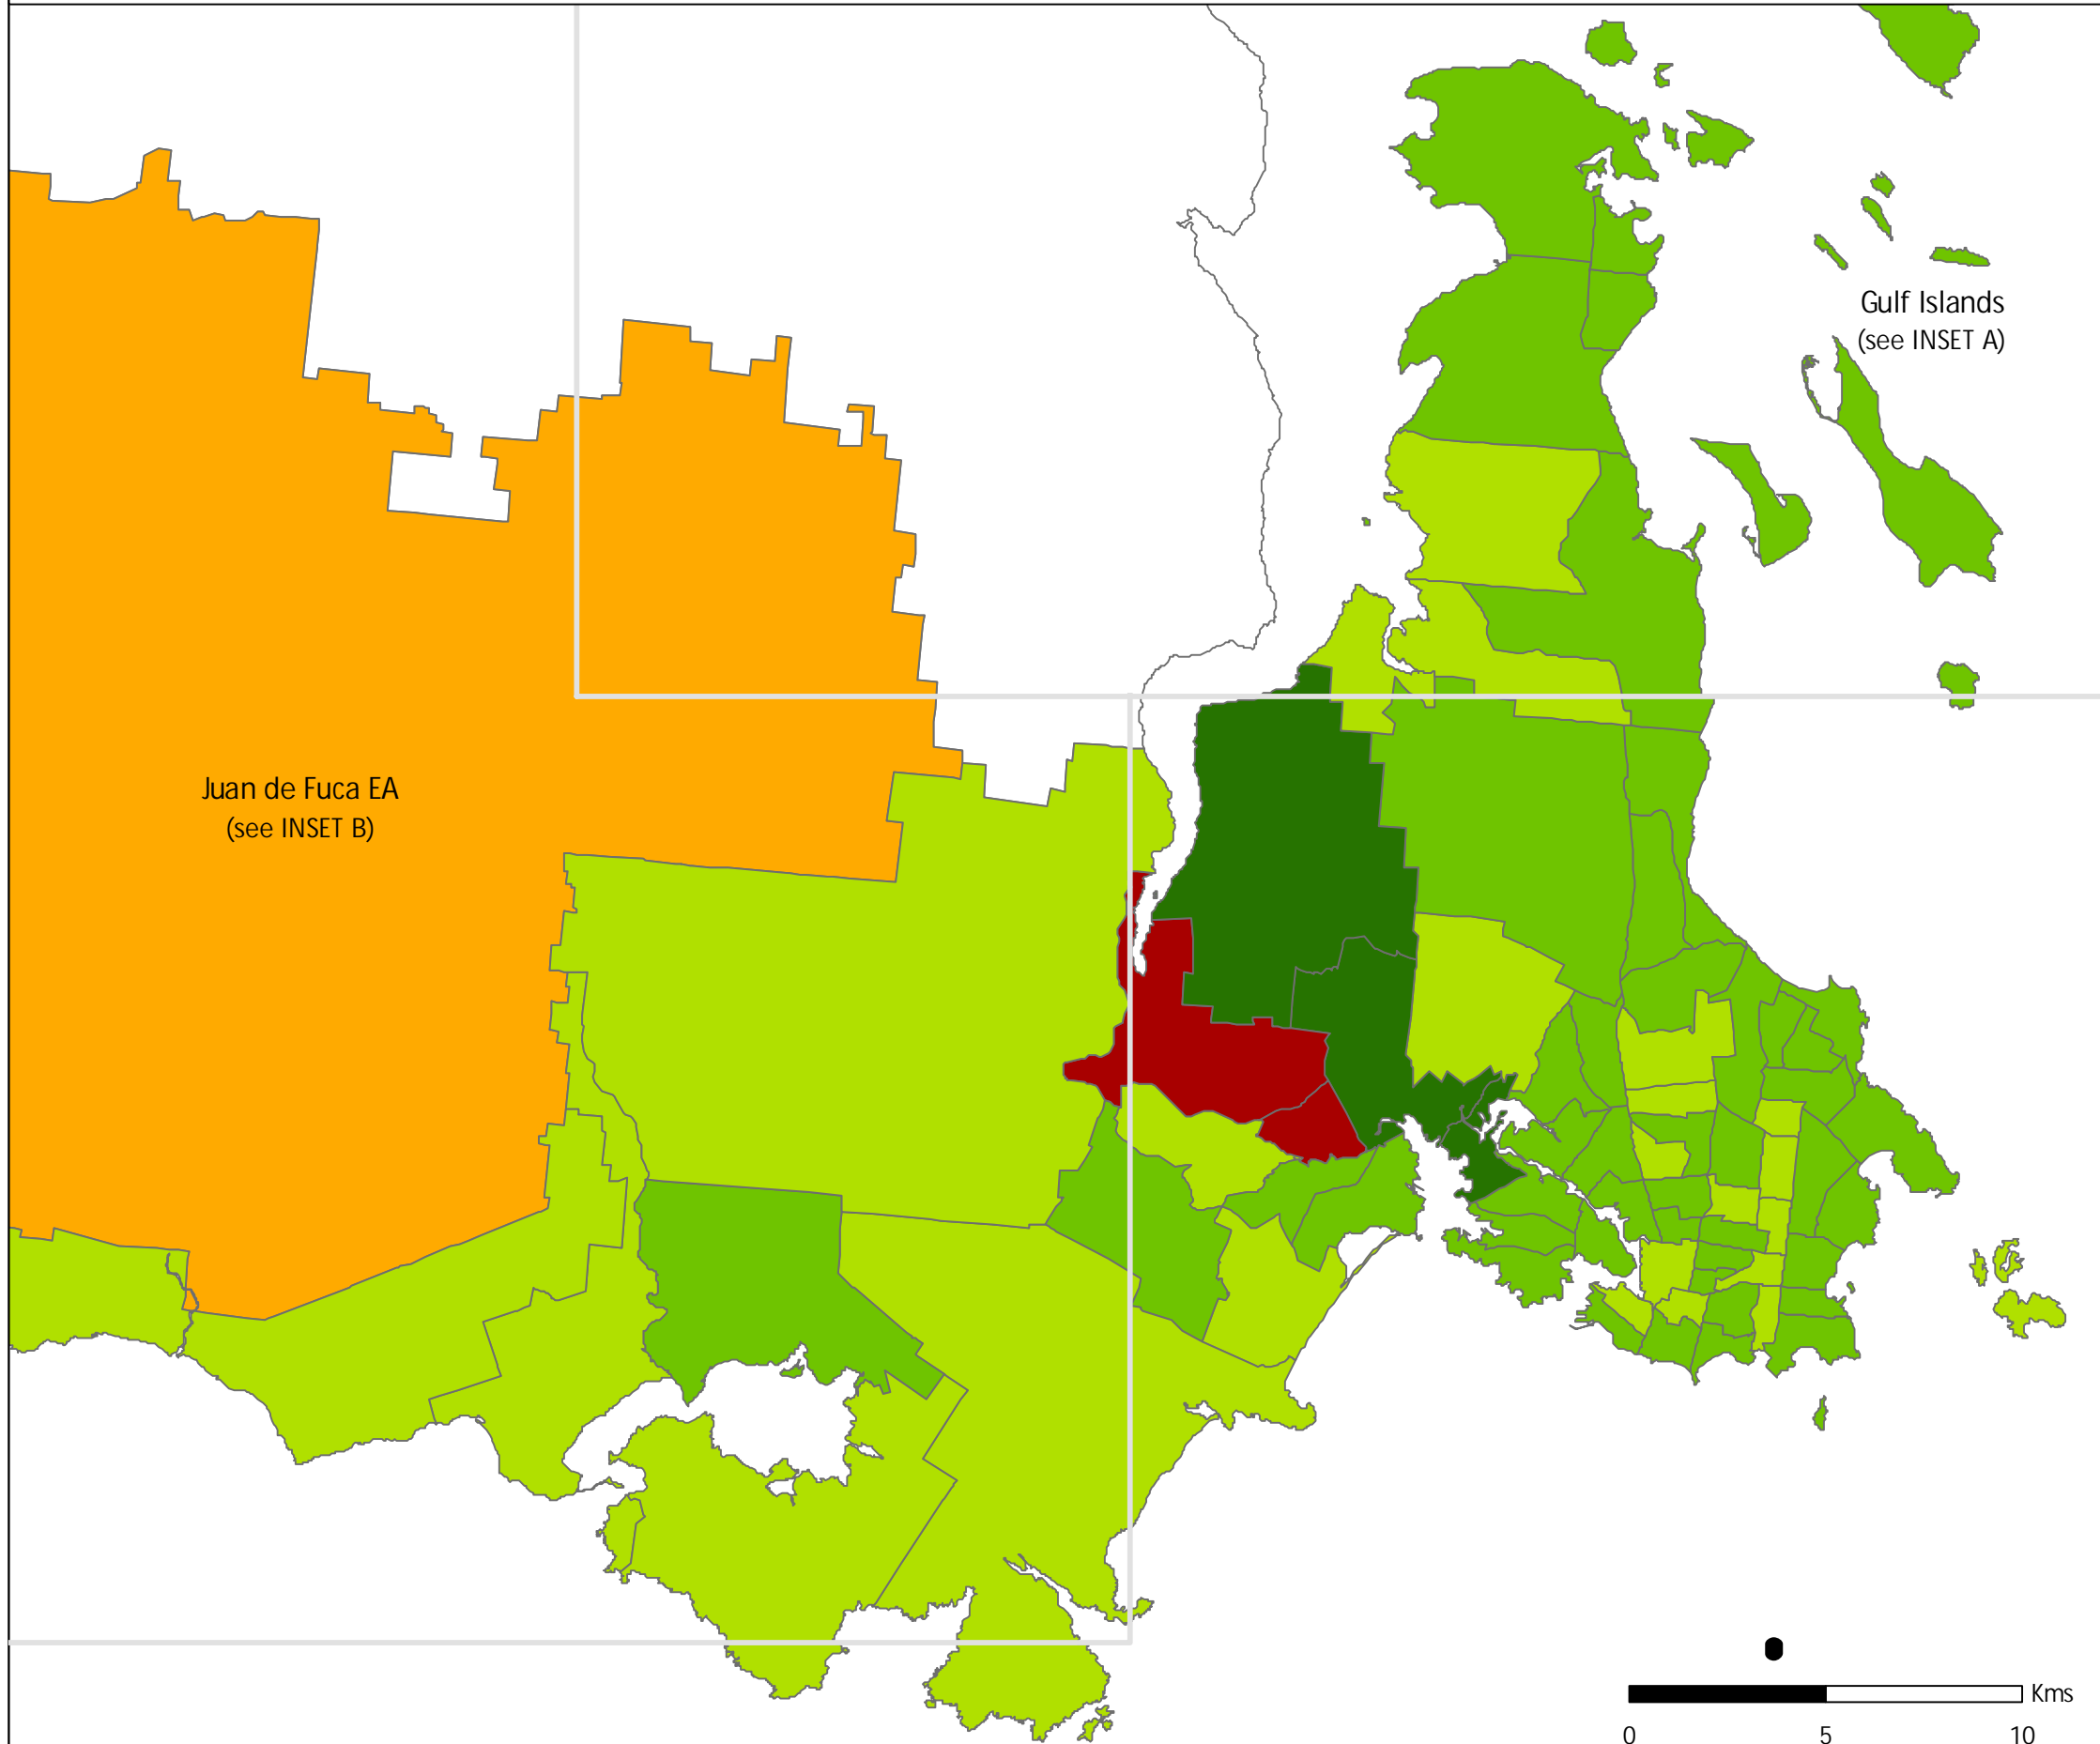 Gulf Islands
(see INSET A)
Juan de Fuca EA
(see INSET B)
Kms
0 5 10